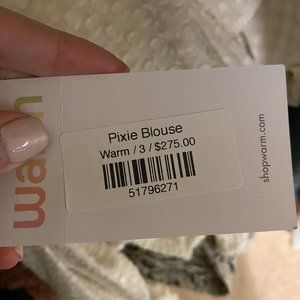 warm
Pixie Blouse
Warm / 3 / $275.00
51796271
shopwarm.com